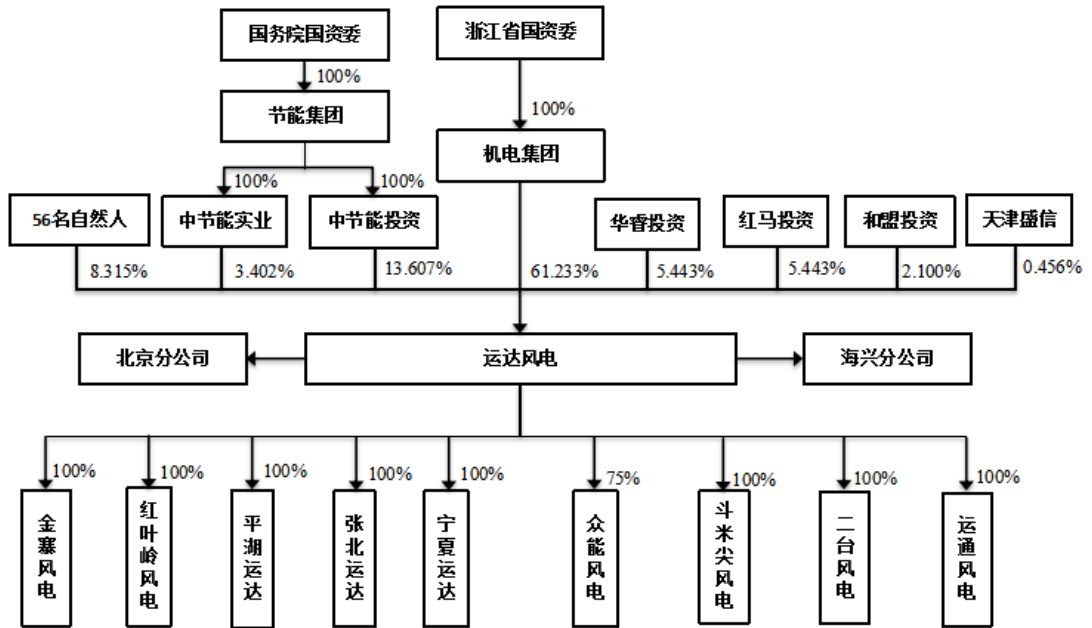 国务院国资委
浙江省国资委
100%
100%
节能集团
机电集团
100%
100%
56名自然人
中节能实业
中节能投资
华睿投资
红马投资
和盟投资
天津盛信
8.315%
3.402%
13.607%
61.233%
5.443%
5.443%
2.100%
0.456%
北京分公司
运达风电
海兴分公司
100%
100%
100%
100%
100%
75%
100%
100%
100%
金寨风电
红叶岭风电
平湖运达
张北运达
宁夏运达
众能风电
斗米尖风电
二台风电
运通风电